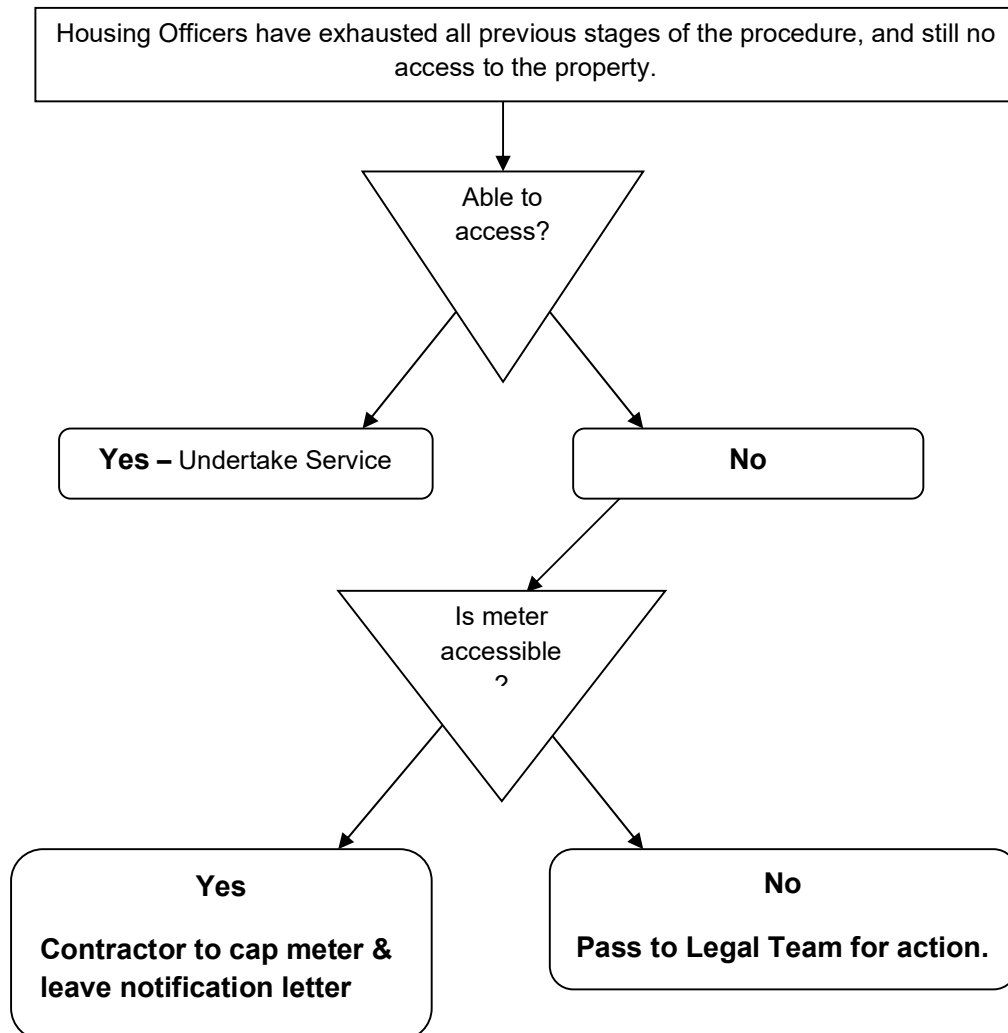 Housing Officers have exhausted all previous stages of the procedure, and still no
access to the property.
Able to
access?
Yes – Undertake Service
No
Is meter
accessible
?
Yes
Contractor to cap meter &
leave notification letter
No
Pass to Legal Team for action.